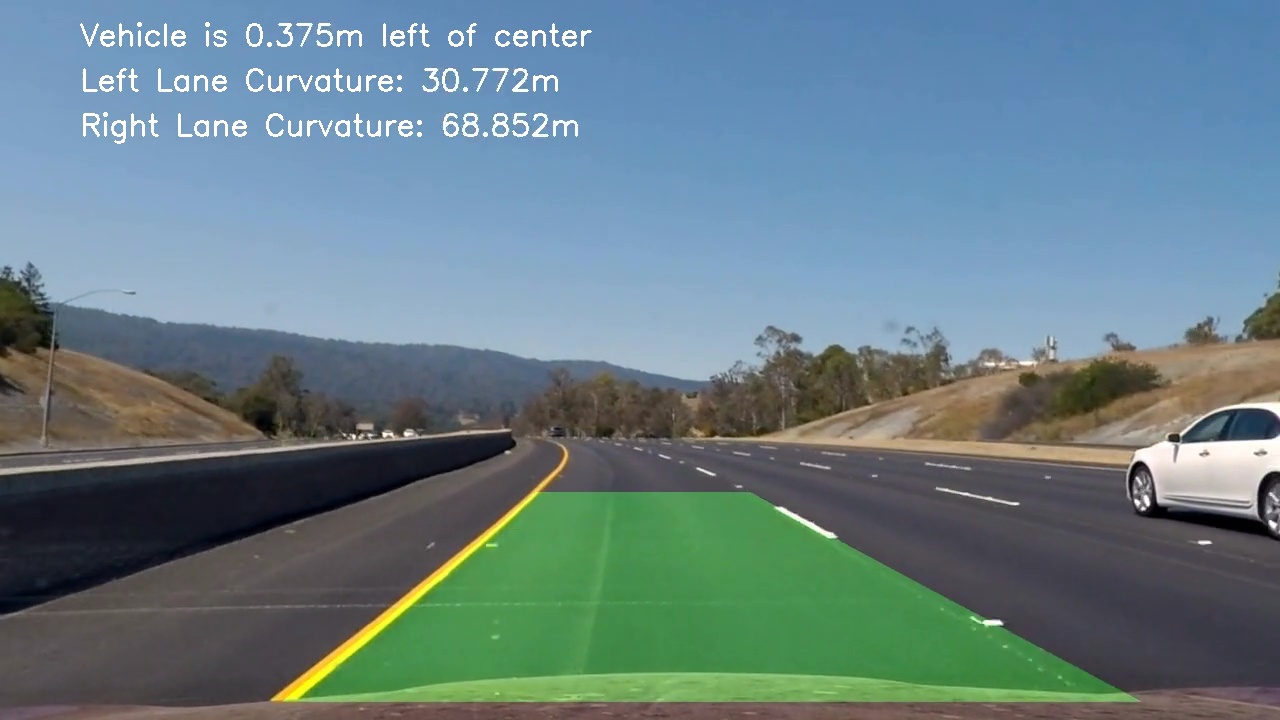 Vehicle is 0.375m left of center
Left Lane Curvature: 30.772m
Right Lane Curvature: 68.852m